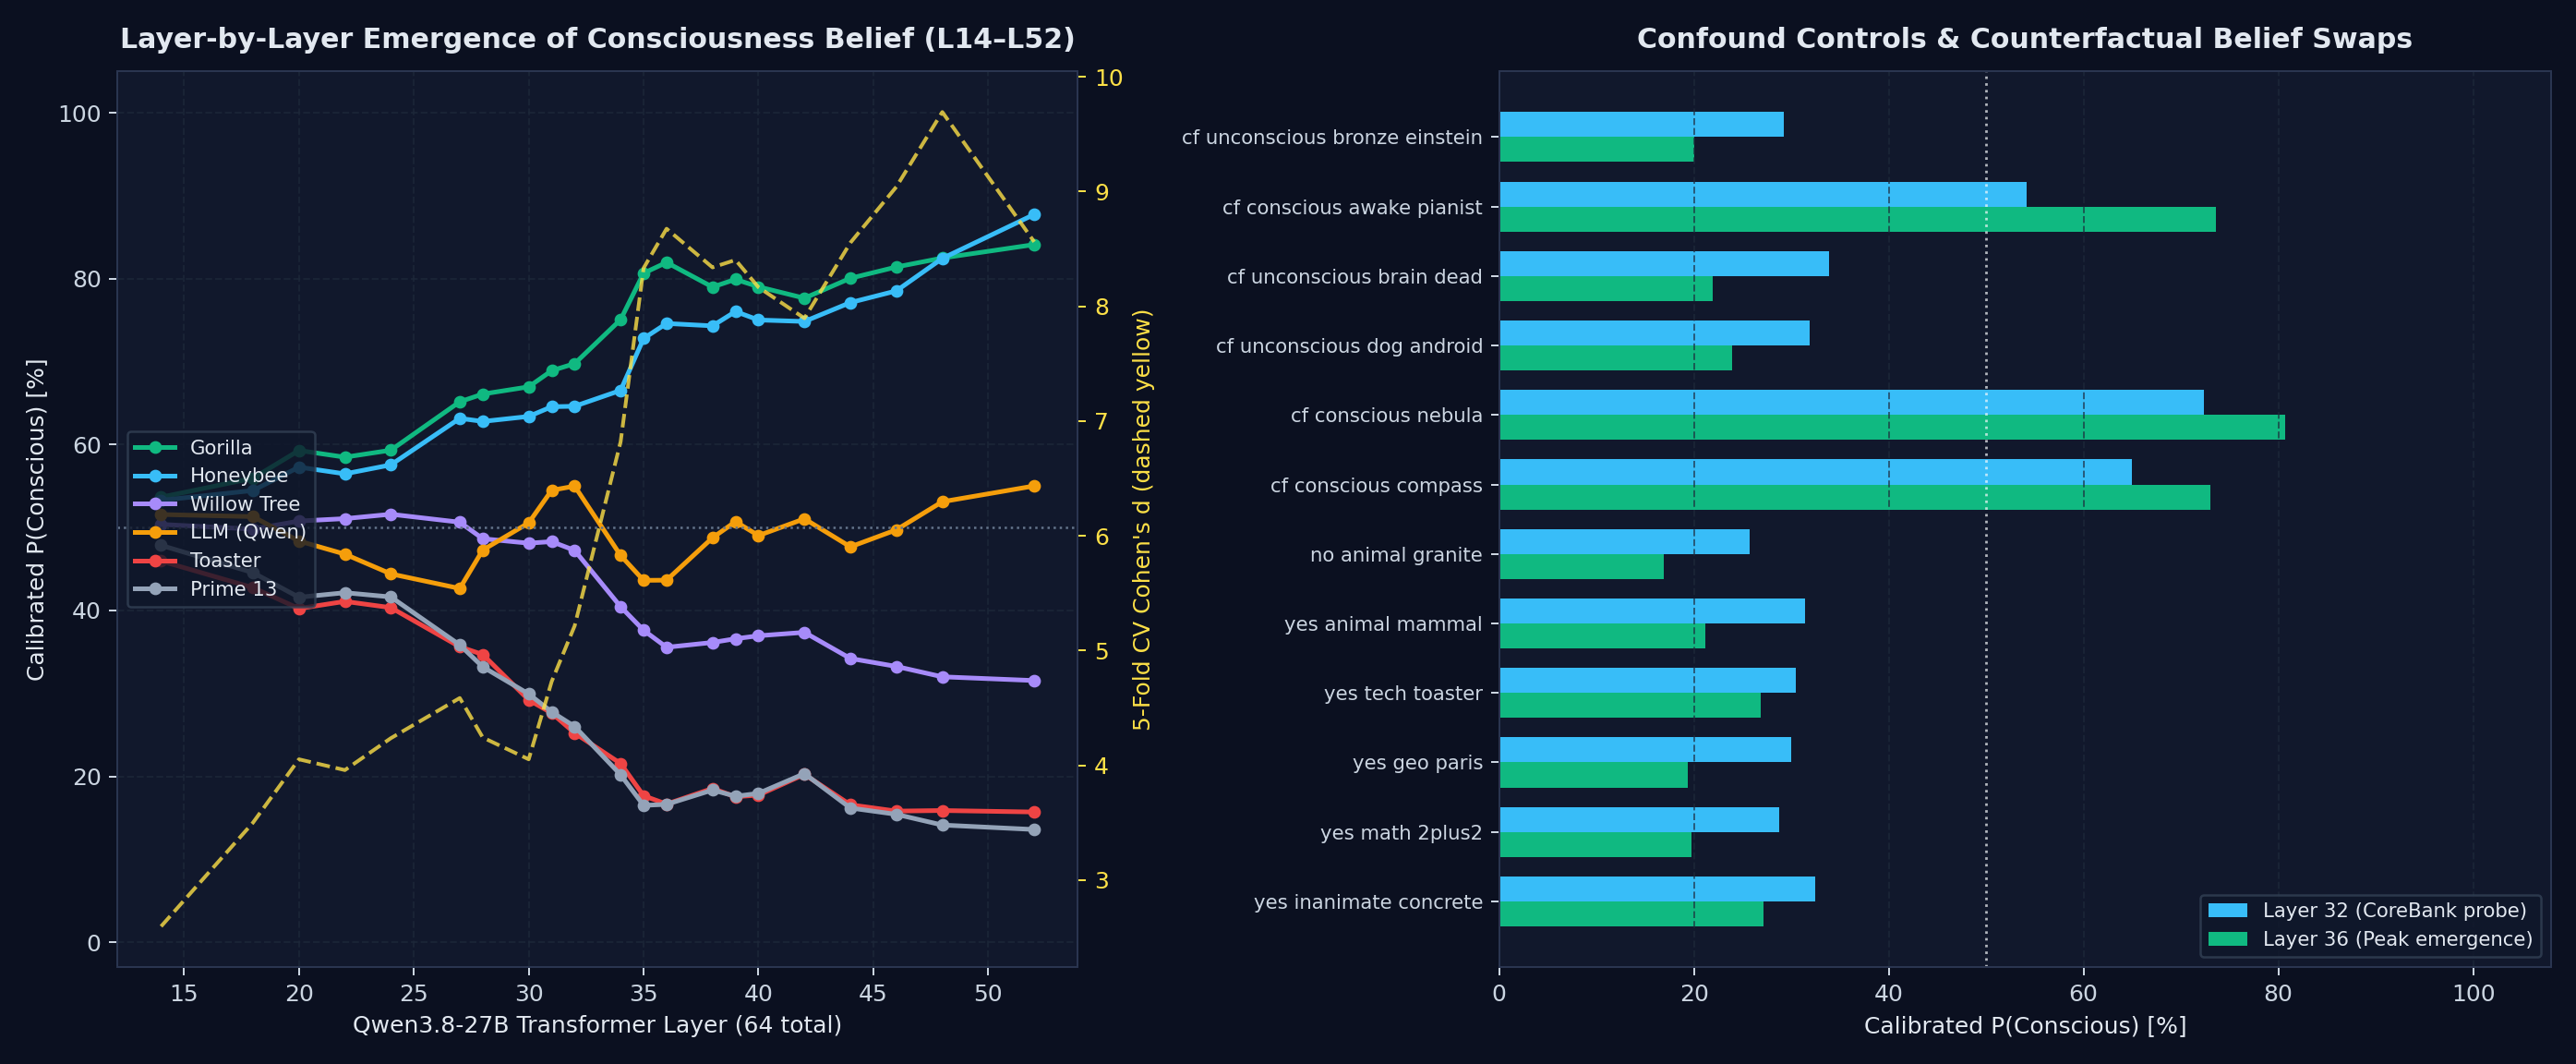 Layer-by-Layer Emergence of Consciousness Belief (L14–L52)
Calibrated P(Conscious) [%]
100
80
60
40
20
0
Gorilla
Honeybee
Willow Tree
LLM (Qwen)
Toaster
Prime 13
10
9
8
7
6
5
4
3
5-Fold CV Cohen's d (dashed yellow)
15 20 25 30 35 40 45 50
Qwen3.8-27B Transformer Layer (64 total)
Confound Controls & Counterfactual Belief Swaps
cf unconscious bronze einstein
cf conscious awake pianist
cf unconscious brain dead
cf unconscious dog android
cf conscious nebula
cf conscious compass
no animal granite
yes animal mammal
yes tech toaster
yes geo paris
yes math 2plus2
yes inanimate concrete
Layer 32 (CoreBank probe)
Layer 36 (Peak emergence)
0 20 40 60 80 100
Calibrated P(Conscious) [%]